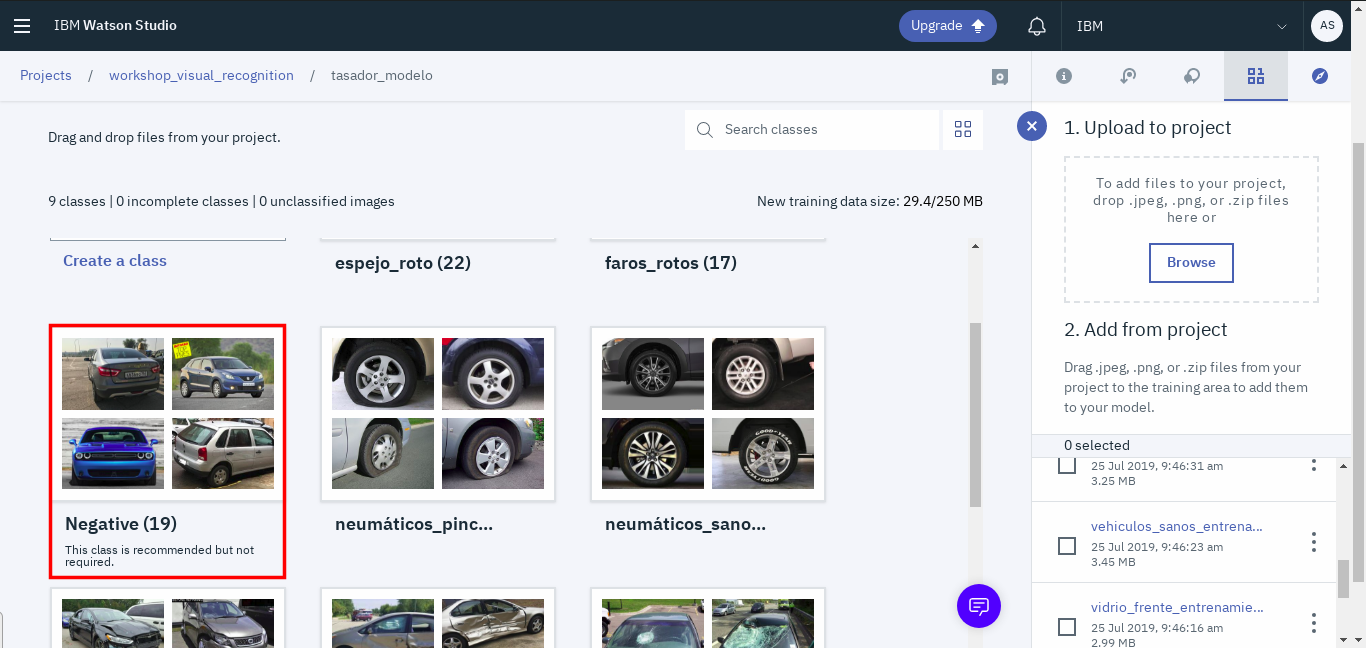 IBM Watson Studio
Upgrade
IBM
AS
Projects / workshop_visual_recognition / tasador_modelo
Drag and drop files from your project.
Search classes
9 classes | 0 incomplete classes | 0 unclassified images
New training data size: 29.4/250 MB
Create a class
espejo_roto (22)
faros_rotos (17)
Negative (19)
This class is recommended but not
required.
neumáticos_pinc...
neumáticos_sano...
1. Upload to project
To add files to your project,
drop .jpeg, .png, or .zip files
here or
Browse
2. Add from project
Drag .jpeg, .png, or .zip files from your
project to the training area to add them
to your model.
0 selected
25 Jul 2019, 9:46:31 am
3.25 MB
vehiculos_sanos_entrena...
25 Jul 2019, 9:46:23 am
3.45 MB
vidrio_frente_entrenamie...
25 Jul 2019, 9:46:16 am
2.99 MB